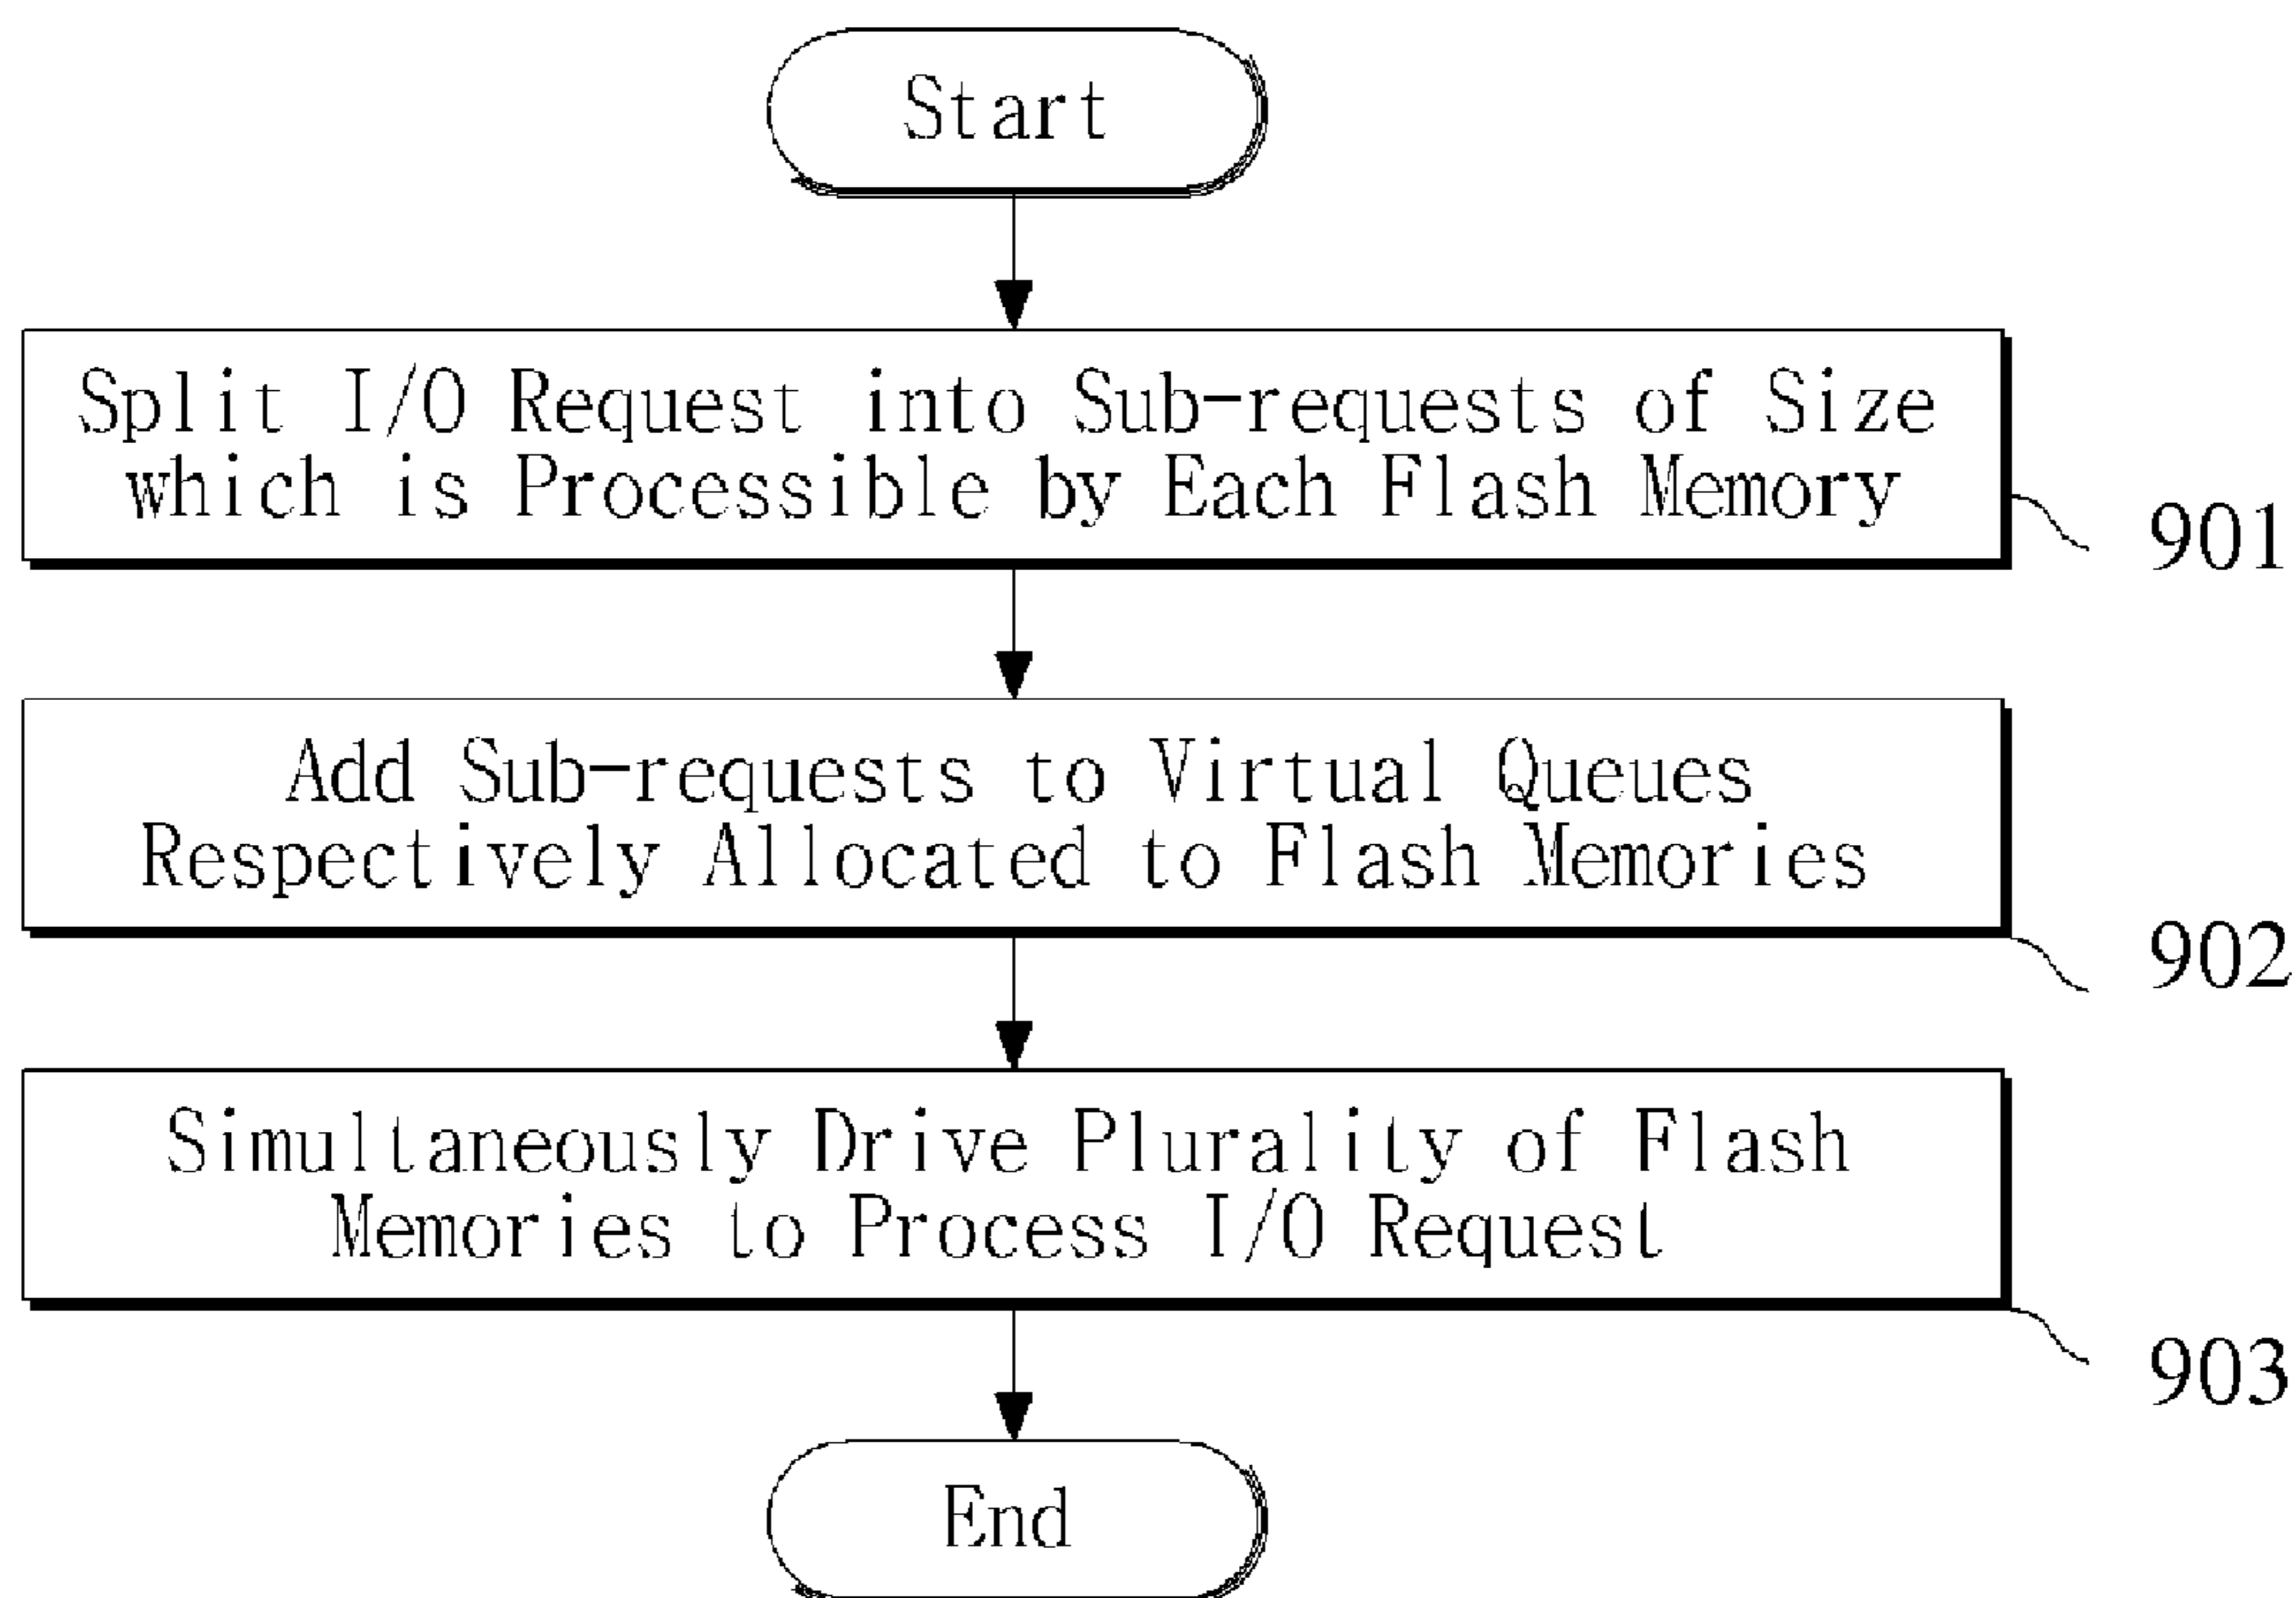 Start
Split I/O Request into Sub-requests of Size
which is Processible by Each Flash Memory
901
Add Sub-requests to Virtual Queues
Respectively Allocated to Flash Memories
902
Simultaneously Drive Plurality of Flash
Memories to Process I/O Request
903
End